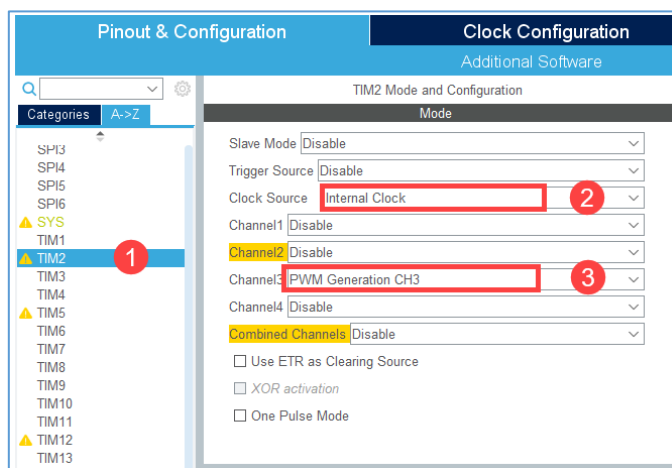 Pinout & Configuration
Clock Configuration
Additional Software
Categories
A->Z
SPI3
SPI4
SPI5
SPI6
SYS
TIM1
TIM2
1
TIM3
TIM4
TIM5
TIM6
TIM7
TIM8
TIM9
TIM10
TIM11
TIM12
TIM13
TIM2 Mode and Configuration
Mode
Slave Mode Disable
Trigger Source Disable
Clock Source Internal Clock
2
Channel1 Disable
Channel2 Disable
Channel3 PWM Generation CH3
3
Channel4 Disable
Combined Channels Disable
Use ETR as Clearing Source
XOR activation
One Pulse Mode